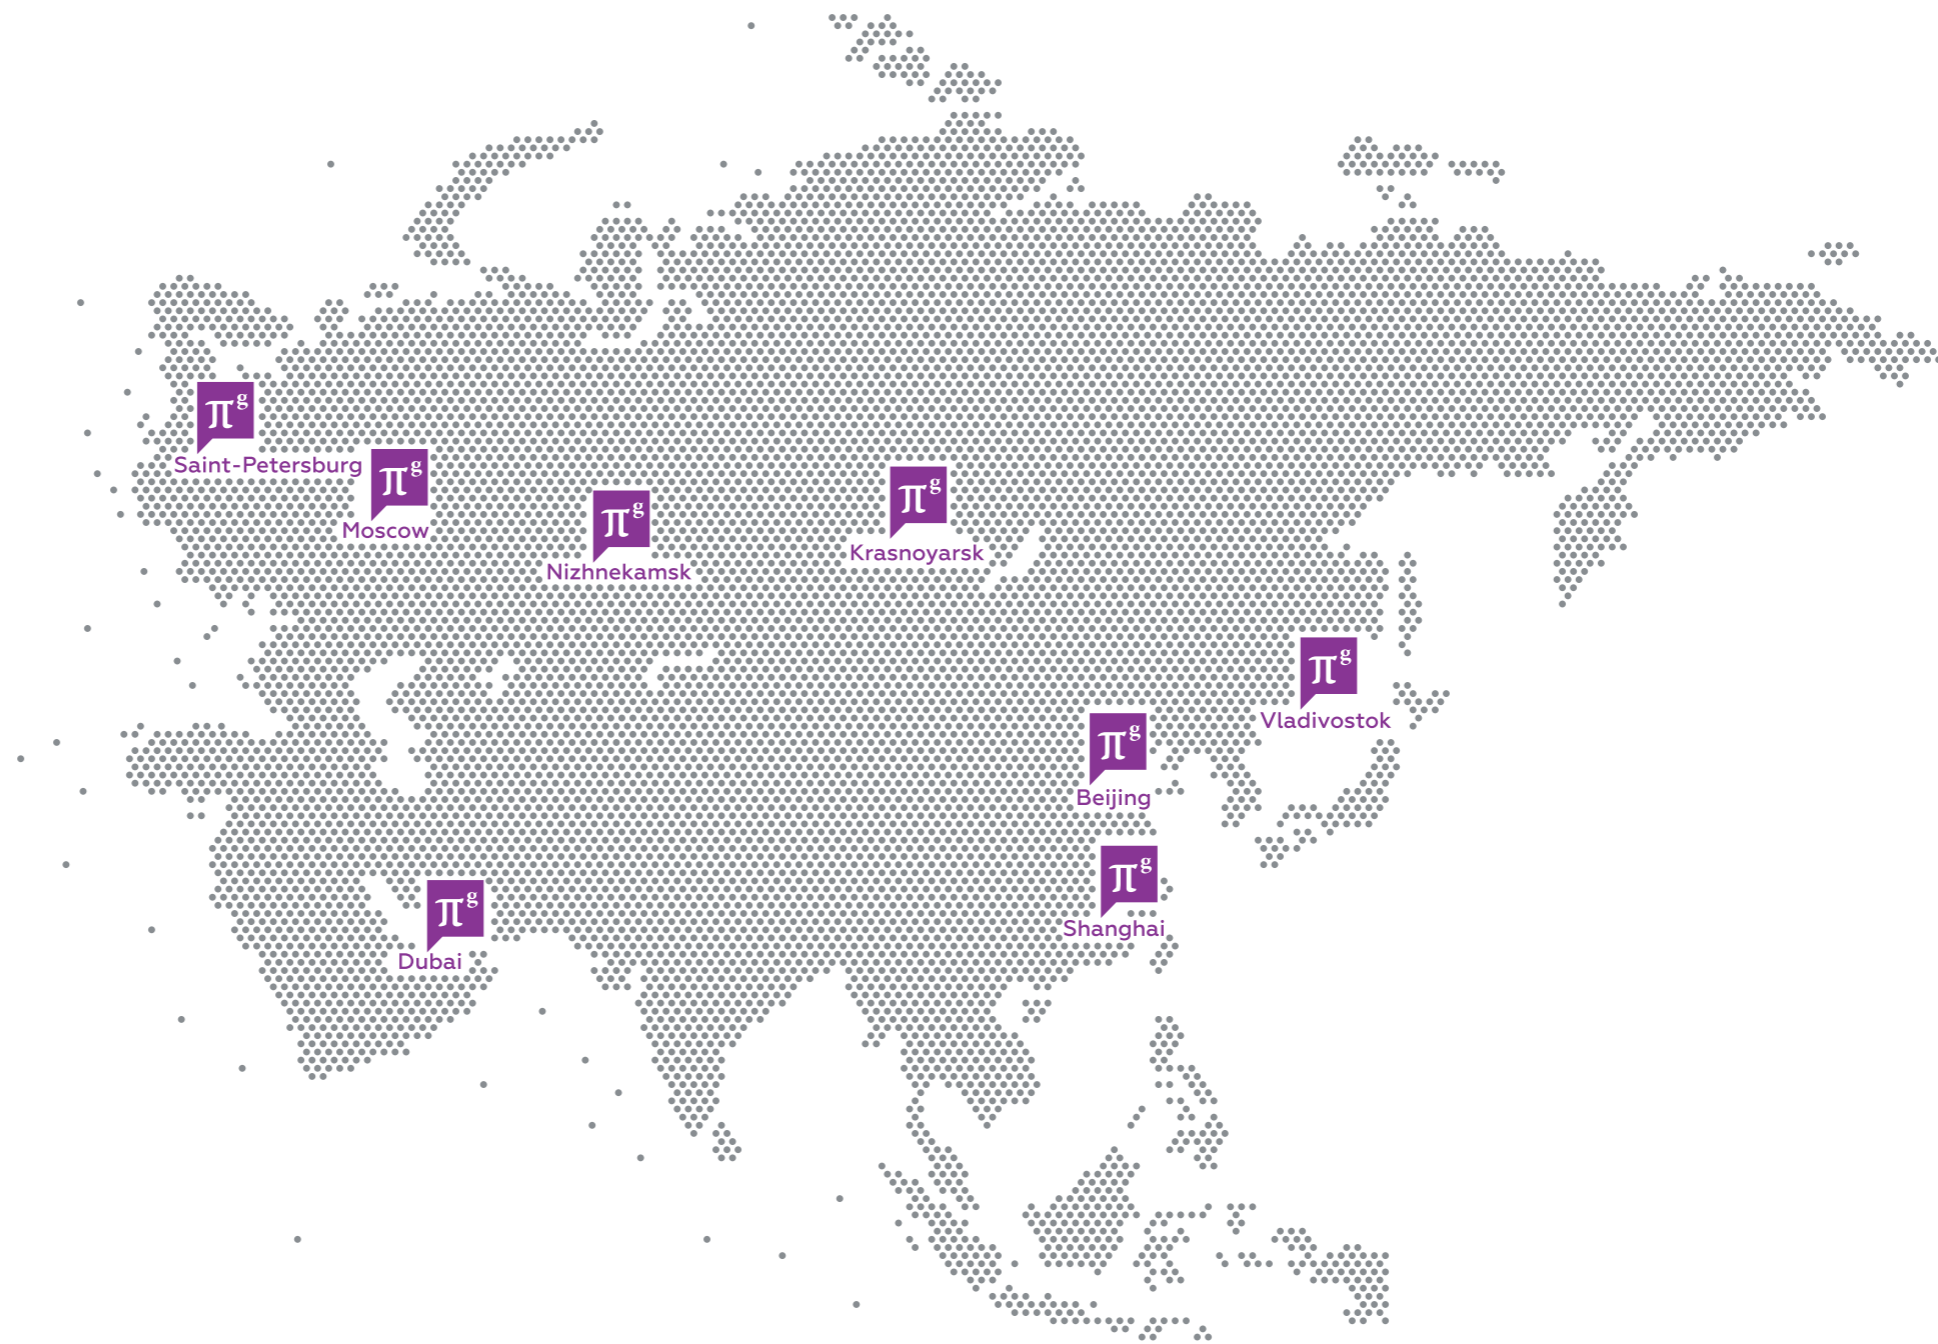 πg
Saint-Petersburg
πg
Moscow
πg
Krasnoyarsk
πg
Nizhnekamsk
πg
Vladivostok
πg
Beijing
πg
Shanghai
πg
Dubai